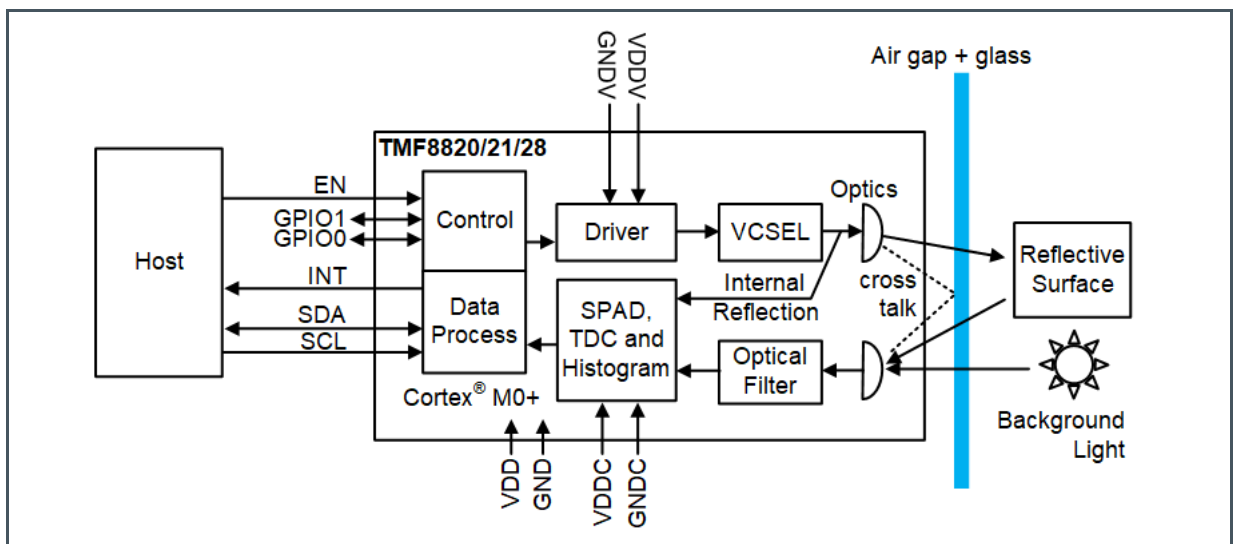 GNDV
VDDV
Air gap + glass
TMF8820/21/28
EN
GPIO1
GPIO0
Host
INT
SDA
SCL
Control
Data
Process
Cortex® M0+
Driver
VCSEL
Optics
Internal
Reflection
cross
talk
SPAD,
TDC and
Histogram
Optical
Filter
Reflective
Surface
Background
Light
VDD
GND
VDDC
GNDC